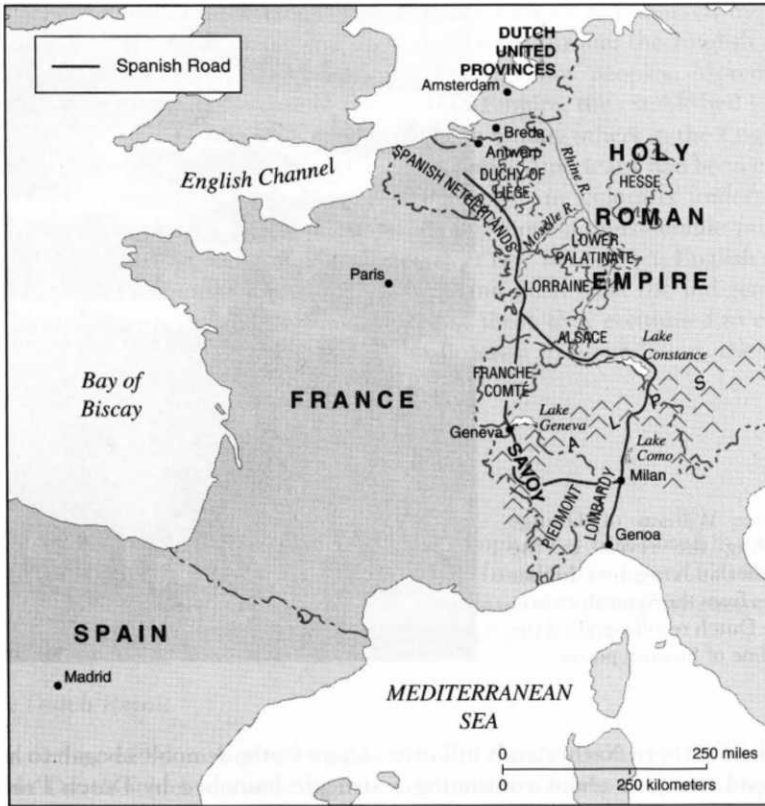 Spanish Road
DUTCH
UNITED
PROVINCES
Amsterdam
Breda
Antwerp
English Channel
SPANISH NETHERLANDS
DUCHY OF
LIÈGE
Rhine R.
HOLY
HESSE
ROMAN
Moselle R.
LOWER
PALATINATE
EMPIRE
Paris
LORRAINE
ALSACE
Lake
Constance
Bay of
Biscay
FRANCE
FRANCHE-
COMTÉ
Lake
Geneva
ALPS
Geneva
Lake
Como
SAVOY
Milan
PIEDMONT
LOMBARDY
Genoa
SPAIN
Madrid
MEDITERRANEAN
SEA
0 250 miles
0 250 kilometers